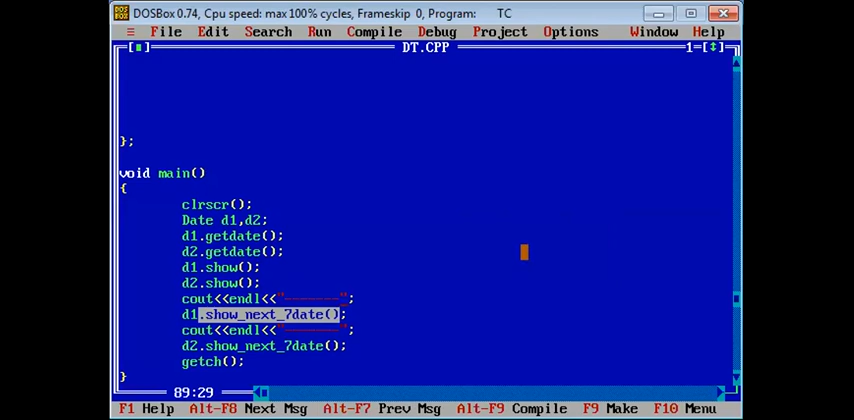 DOSBox 0.74, Cpu speed: max 100% cycles, Frameskip 0, Program: TC
≡ File Edit Search Run Compile Debug Project Options Window Help
[■] DT.CPP 1=[↕]
};
void main()
{
clrscr();
Date d1,d2;
d1.getdate();
d2.getdate();
d1.show();
d2.show();
cout<<endl<<"-------";
d1.show_next_7date();
cout<<endl<<"-------";
d2.show_next_7date();
getch();
}
89:29
F1 Help Alt-F8 Next Msg Alt-F7 Prev Msg Alt-F9 Compile F9 Make F10 Menu